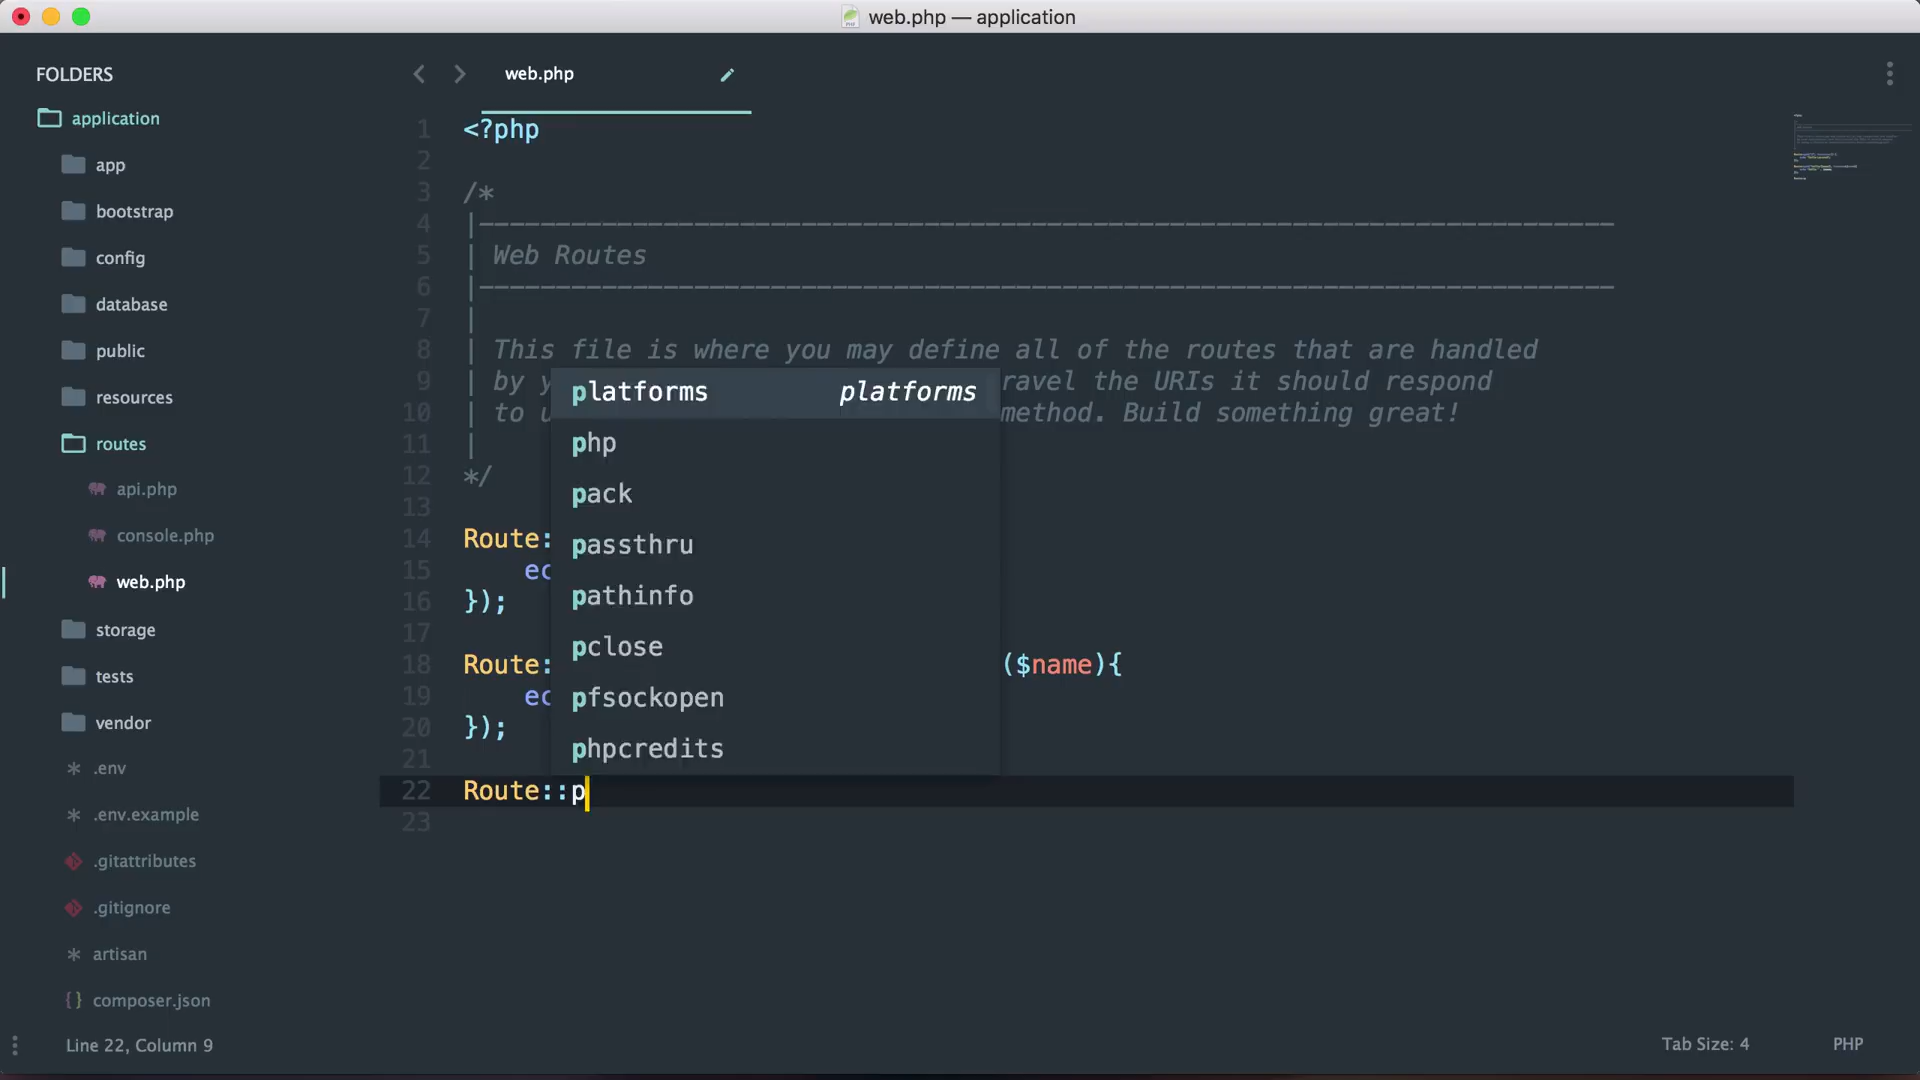 web.php — application
FOLDERS
application
app
bootstrap
config
database
public
resources
routes
api.php
console.php
web.php
storage
tests
vendor
.env
.env.example
.gitattributes
.gitignore
artisan
composer.json
web.php
1 <?php
2
3 /*
4 |--------------------------------------------------------------------------
5 | Web Routes
6 |--------------------------------------------------------------------------
7 |
8 | This file is where you may define all of the routes that are handled
9 | by y ravel the URIs it should respond
10 | to u method. Build something great!
11 |
12 */
13
14 Route:
15 ec
16 });
17
18 Route: ($name){
19 ec
20 });
21
22 Route::p
23
platforms platforms
php
pack
passthru
pathinfo
pclose
pfsockopen
phpcredits
Line 22, Column 9
Tab Size: 4
PHP